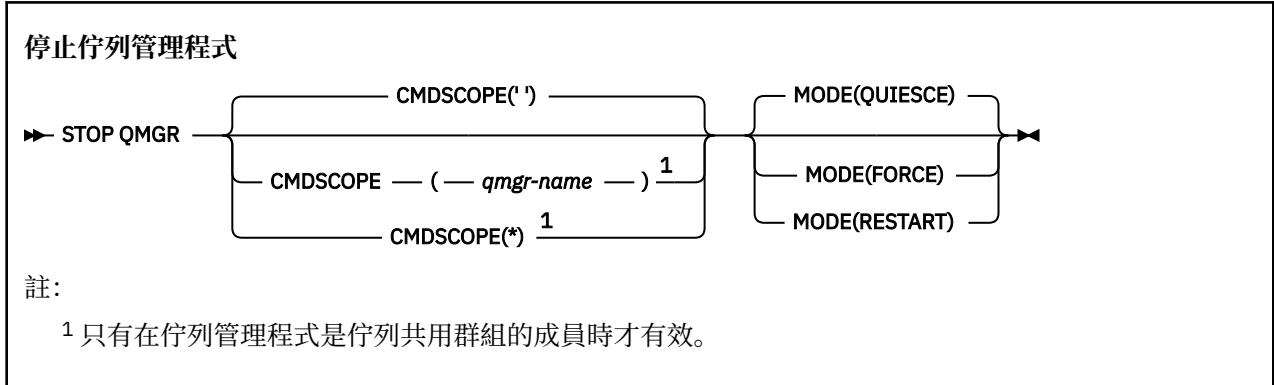 停止佇列管理程式
CMDSCOPE(' ')
MODE(QUIESCE)
STOP QMGR
CMDSCOPE ( qmgr-name ) 1
MODE(FORCE)
CMDSCOPE(*) 1
MODE(RESTART)
註：
1 只有在佇列管理程式是佇列共用群組的成員時才有效。